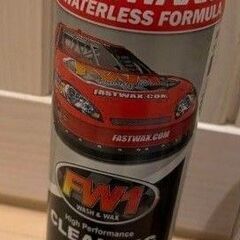 WATERLESS FORMULA
FASTWAX.COM
FASTWAX.COM
FW1
WASH & WAX
High Performance